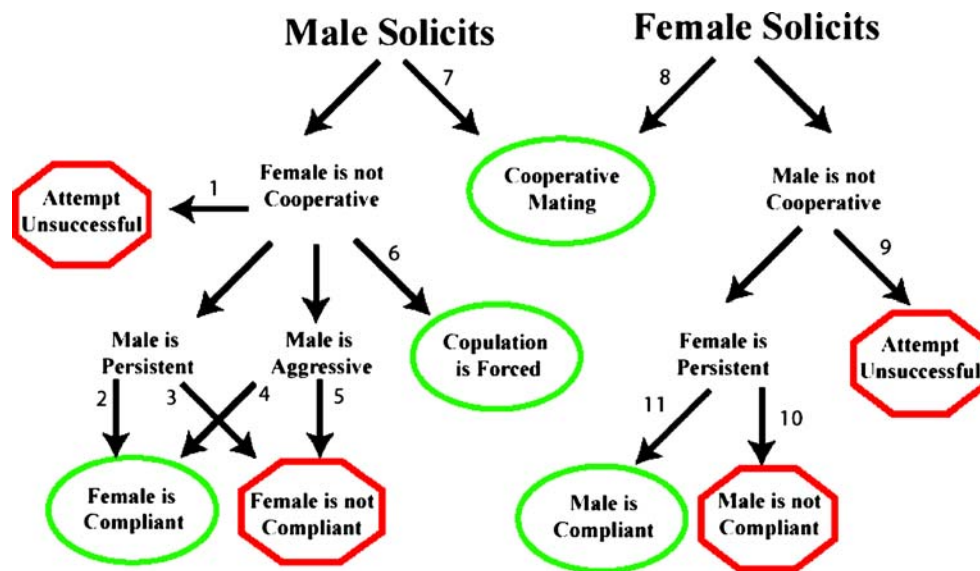 Male Solicits
Female Solicits
7
8
Female is not
Cooperative
Cooperative
Mating
Male is not
Cooperative
1
Attempt
Unsuccessful
6
9
Male is
Persistent
Male is
Aggressive
Copulation
is Forced
Female is
Persistent
Attempt
Unsuccessful
2
3
4
5
11
10
Female is
Compliant
Female is not
Compliant
Male is
Compliant
Male is not
Compliant